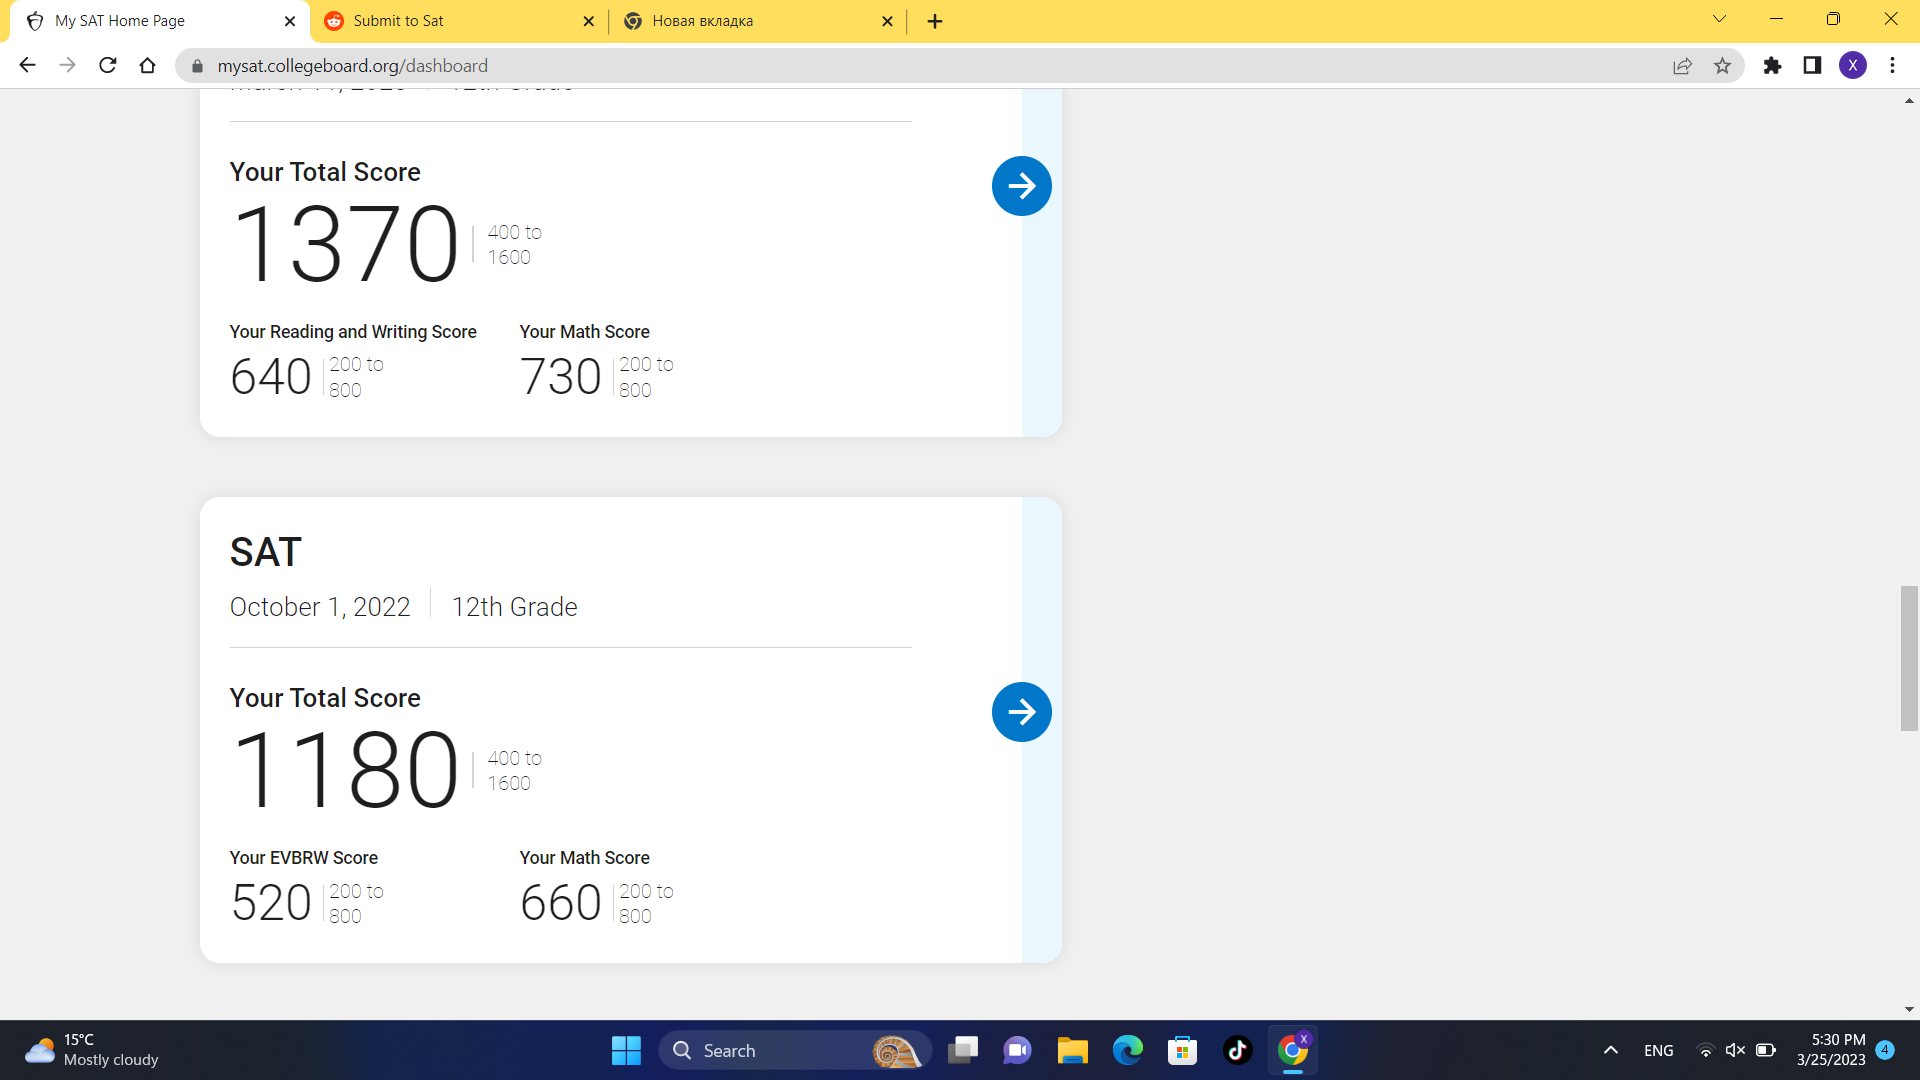 My SAT Home Page
Submit to Sat
Новая вкладка
mysat.collegeboard.org/dashboard
X
12th Grade
Your Total Score
1370
400 to
1600
Your Reading and Writing Score
640
200 to
800
Your Math Score
730
200 to
800
SAT
October 1, 2022
12th Grade
Your Total Score
1180
400 to
1600
Your EVBRW Score
520
200 to
800
Your Math Score
660
200 to
800
15°C
Mostly cloudy
Search
X
ENG
5:30 PM
3/25/2023
4